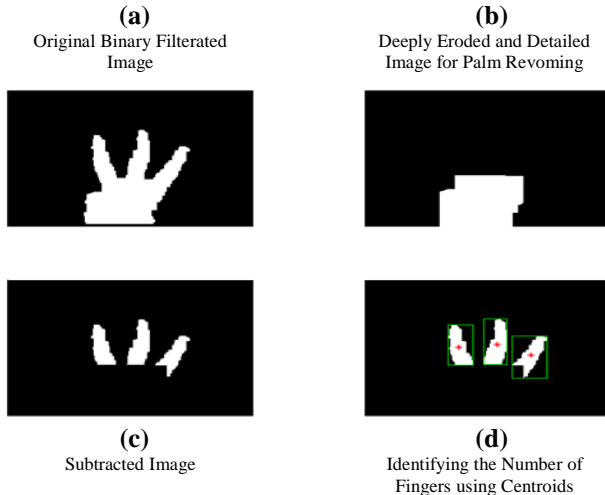 (a)
Original Binary Filterated
Image
(b)
Deeply Eroded and Detailed
Image for Palm Revoming
(c)
Subtracted Image
(d)
Identifying the Number of
Fingers using Centroids